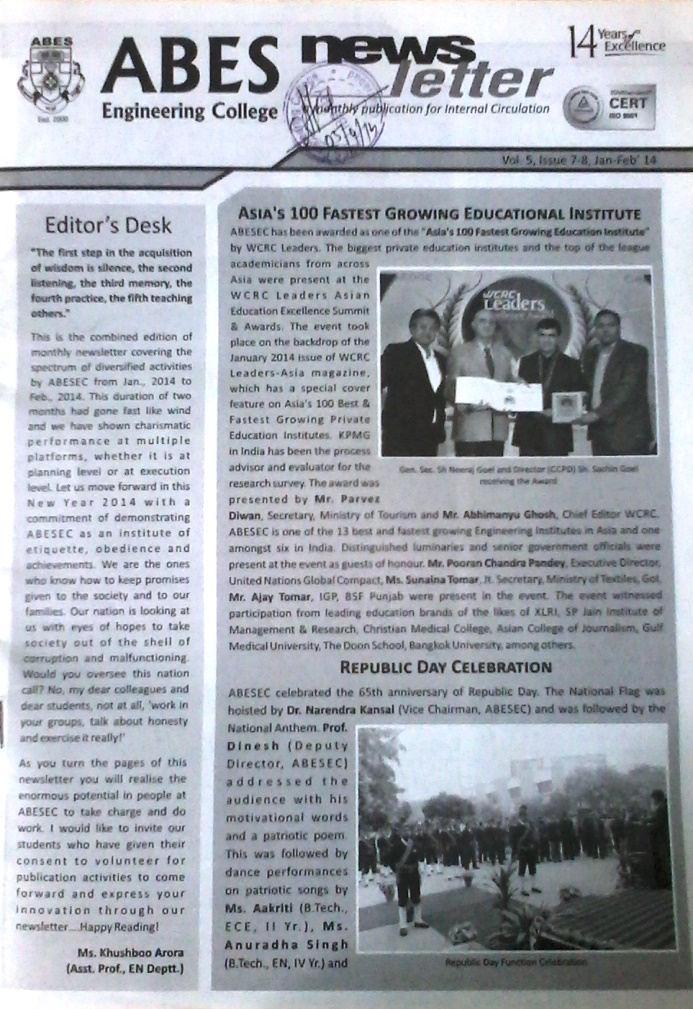 ABES
Estd. 2000
ABES
Engineering College
news
letter
monthly publication for Internal Circulation
14 Years of
Excellence
CERT
ISO 9001
03/4/14
Vol. 5, Issue 7-8, Jan-Feb' 14
Editor's Desk
"The first step in the acquisition
of wisdom is silence, the second
listening, the third memory, the
fourth practice, the fifth teaching
others."
This is the combined edition of
monthly newsletter covering the
spectrum of diversified activities
by ABESEC from Jan., 2014 to
Feb., 2014. This duration of two
months had gone fast like wind
and we have shown charismatic
performance at multiple
platforms, whether it is at
planning level or at execution
level. Let us move forward in this
New Year 2014 with a
commitment of demonstrating
ABESEC as an institute of
etiquette, obedience and
achievements. We are the ones
who know how to keep promises
given to the society and to our
families. Our nation is looking at
us with eyes of hopes to take
society out of the shell of
corruption and malfunctioning.
Would you oversee this nation
call? No, my dear colleagues and
dear students, not at all, 'work in
your groups, talk about honesty
and exercise it really!'
As you turn the pages of this
newsletter you will realise the
enormous potential in people at
ABESEC to take charge and do
work. I would like to invite our
students who have given their
consent to volunteer for
publication activities to come
forward and express your
innovation through our
newsletter....Happy Reading!
Ms. Khushboo Arora
(Asst. Prof., EN Deptt.)
ASIA'S 100 FASTEST GROWING EDUCATIONAL INSTITUTE
ABESEC has been awarded as one of the "Asia's 100 Fastest Growing Education Institute"
by WCRC Leaders. The biggest private education institutes and the top of the league
academicians from across
Asia were present at the
WCRC Leaders Asian
Education Excellence Summit
& Awards. The event took
place on the backdrop of the
January 2014 issue of WCRC
Leaders-Asia magazine,
which has a special cover
feature on Asia's 100 Best &
Fastest Growing Private
Education Institutes. KPMG
in India has been the process
advisor and evaluator for the
research survey. The award was
presented by Mr. Parvez
WCRC
Leaders
Gen. Sec. Sh Neeraj Goel and Director (CCPD) Sh. Sachin Goel
receiving the Award
Diwan, Secretary, Ministry of Tourism and Mr. Abhimanyu Ghosh, Chief Editor WCRC.
ABESEC is one of the 13 best and fastest growing Engineering Institutes in Asia and one
amongst six in India. Distinguished luminaries and senior government officials were
present at the event as guests of honour. Mr. Pooran Chandra Pandey, Executive Director,
United Nations Global Compact, Ms. Sunaina Tomar, Jt. Secretary, Ministry of Textiles, GoI,
Mr. Ajay Tomar, IGP, BSF Punjab were present in the event. The event witnessed
participation from leading education brands of the likes of XLRI, SP Jain Institute of
Management & Research, Christian Medical College, Asian College of Journalism, Gulf
Medical University, The Doon School, Bangkok University, among others.
REPUBLIC DAY CELEBRATION
ABESEC celebrated the 65th anniversary of Republic Day. The National Flag was
hoisted by Dr. Narendra Kansal (Vice Chairman, ABESEC) and was followed by the
National Anthem. Prof.
Dinesh (Deputy
Director, ABESEC)
addressed the
audience with his
motivational words
and a patriotic poem.
This was followed by
dance performances
on patriotic songs by
Ms. Aakriti (B.Tech.,
ECE, II Yr.), Ms.
Anuradha Singh
(B.Tech., EN, IV Yr.) and
Republic Day Function Celebration